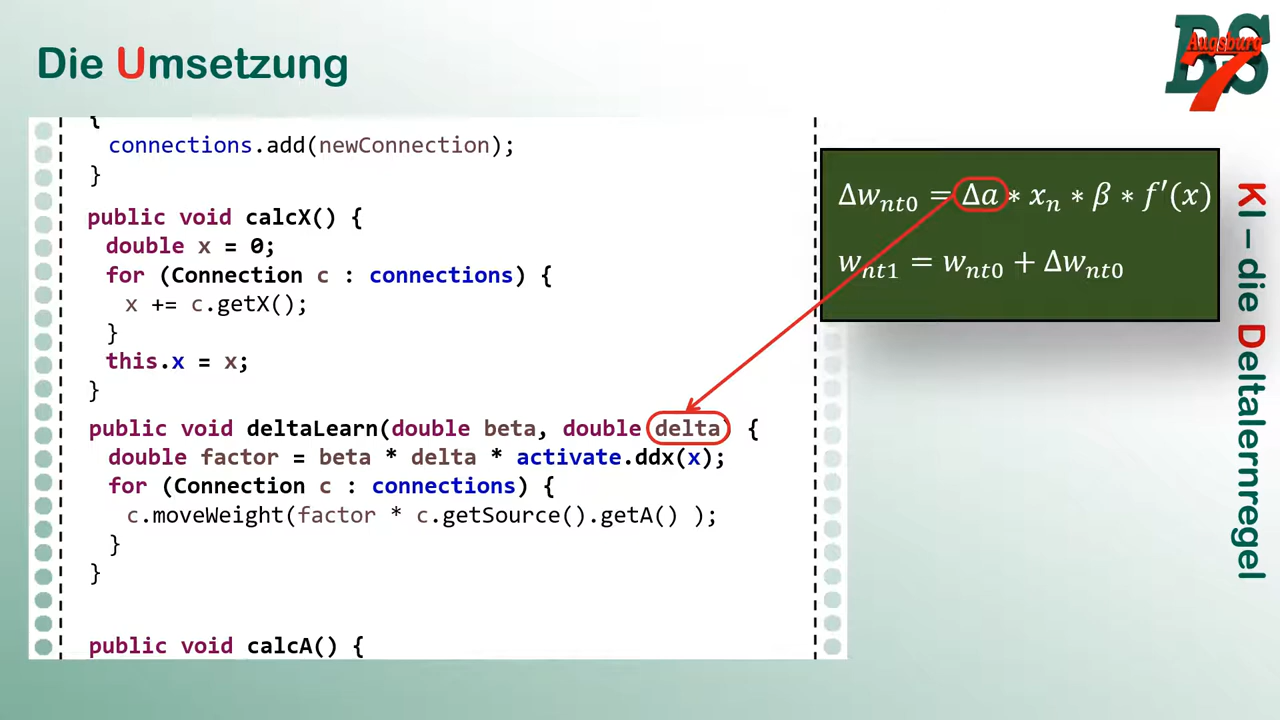 Die Umsetzung
BS
Augsburg
7
{
connections.add(newConnection);
}
public void calcX() {
double x = 0;
for (Connection c : connections) {
x += c.getX();
}
this.x = x;
}
public void deltaLearn(double beta, double delta) {
double factor = beta * delta * activate.ddx(x);
for (Connection c : connections) {
c.moveWeight(factor * c.getSource().getA() );
}
}
public void calcA() {
Δw_nt0 = Δa * x_n * β * f′(x)
w_nt1 = w_nt0 + Δw_nt0
KI – die Deltalernregel